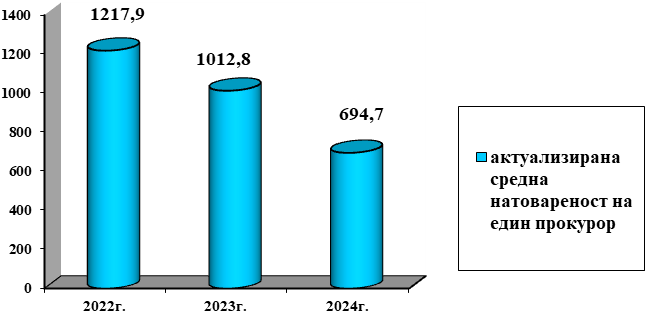 1400
1200
1000
800
600
400
200
0
1217,9
1012,8
694,7
2022г.
2023г.
2024г.
актуализирана
средна
натовареност на
един прокурор